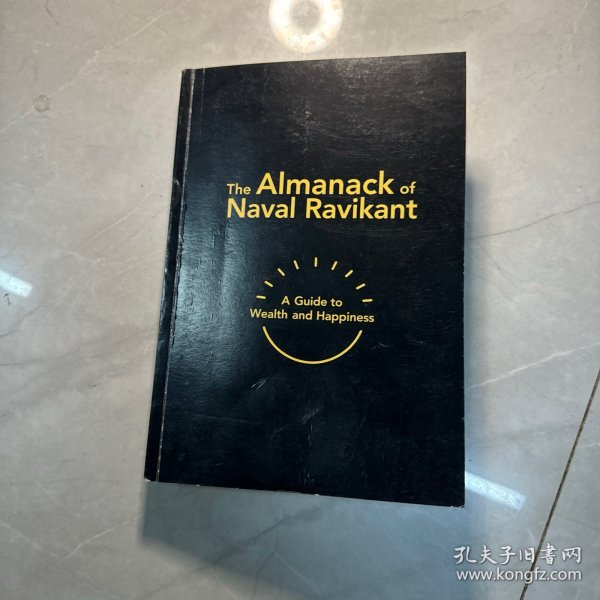 The Almanack of
Naval Ravikant
A Guide to
Wealth and Happiness
孔夫子旧书网
www.kongfz.com